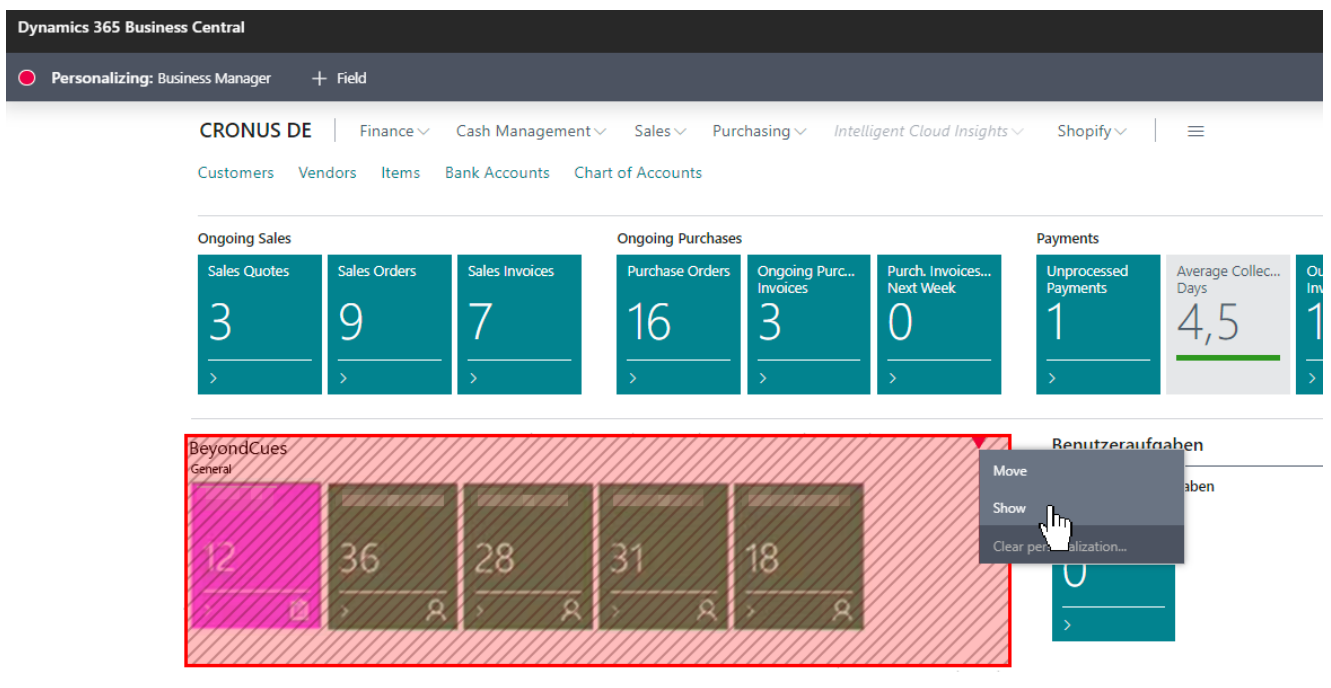 Dynamics 365 Business Central
Personalizing: Business Manager + Field
CRONUS DE Finance Cash Management Sales Purchasing Intelligent Cloud Insights Shopify
Customers Vendors Items Bank Accounts Chart of Accounts
Ongoing Sales Ongoing Purchases Payments
Sales Quotes Sales Orders Sales Invoices Purchase Orders Ongoing Purc... Purch. Invoices... Unprocessed Average Collec...
Invoices Next Week Payments Days
3 9 7 16 3 0 1 4,5
BeyondCues Benutzeraufgaben
General
Move
Show
Clear
12 36 28 31 18 0